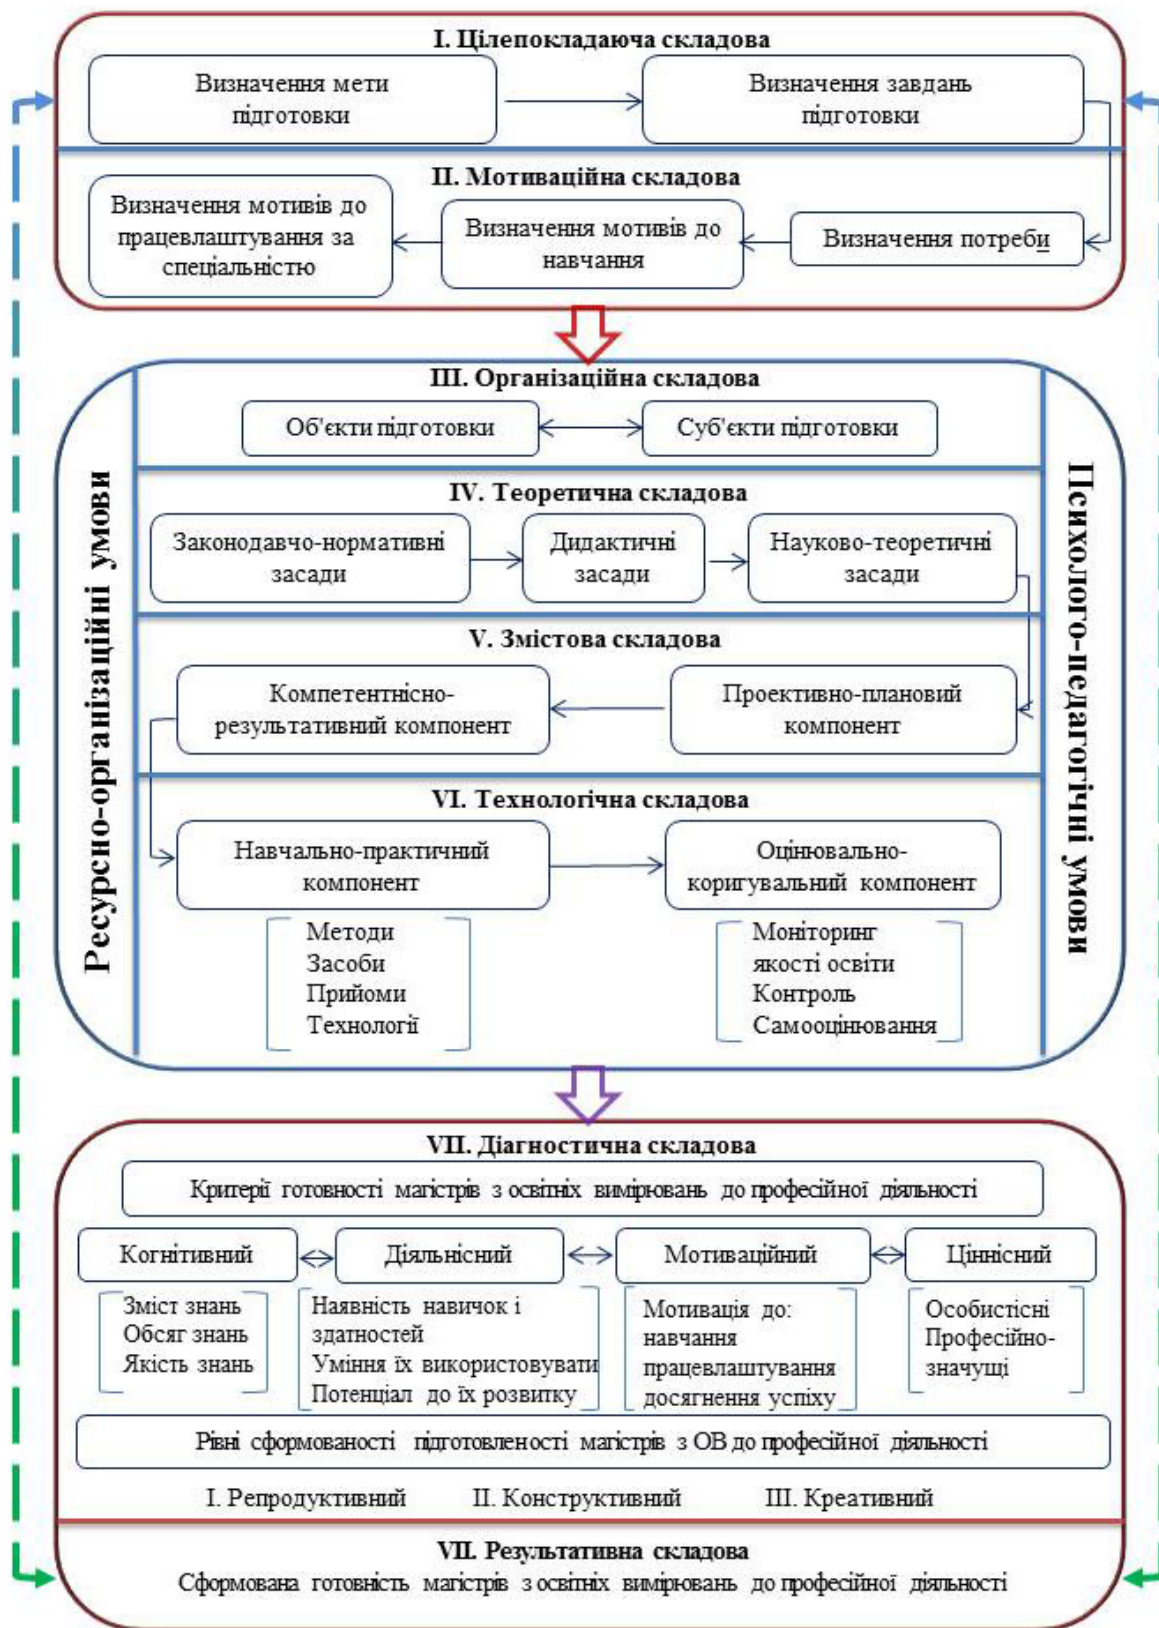 І. Цілепокладаюча складова
Визначення мети
підготовки
Визначення завдань
підготовки
ІІ. Мотиваційна складова
Визначення мотивів до
працевлаштування за
спеціальністю
Визначення мотивів до
навчання
Визначення потреби
Ресурсно-організаційні умови
ІІІ. Організаційна складова
Об'єкти підготовки
Суб'єкти підготовки
IV. Теоретична складова
Законодавчо-нормативні
засади
Дидактичні
засади
Науково-теоретичні
засади
V. Змістова складова
Компетентнісно-
результативний компонент
Проективно-плановий
компонент
VI. Технологічна складова
Навчально-практичний
компонент
Оцінювально-
коригувальний компонент
Методи
Засоби
Прийоми
Технології
Моніторинг
якості освіти
Контроль
Самооцінювання
Психолого-педагогічні умови
VII. Діагностична складова
Критерії готовності магістрів з освітніх вимірювань до професійної діяльності
Когнітивний
Діяльнісний
Мотиваційний
Ціннісний
Зміст знань
Обсяг знань
Якість знань
Наявність навичок і
здатностей
Уміння їх використовувати
Потенціал до їх розвитку
Мотивація до:
навчання
працевлаштування
досягнення успіху
Особистісні
Професійно-
значущі
Рівні сформованості підготовленості магістрів з ОВ до професійної діяльності
І. Репродуктивний ІІ. Конструктивний ІІІ. Креативний
VII. Результативна складова
Сформована готовність магістрів з освітніх вимірювань до професійної діяльності